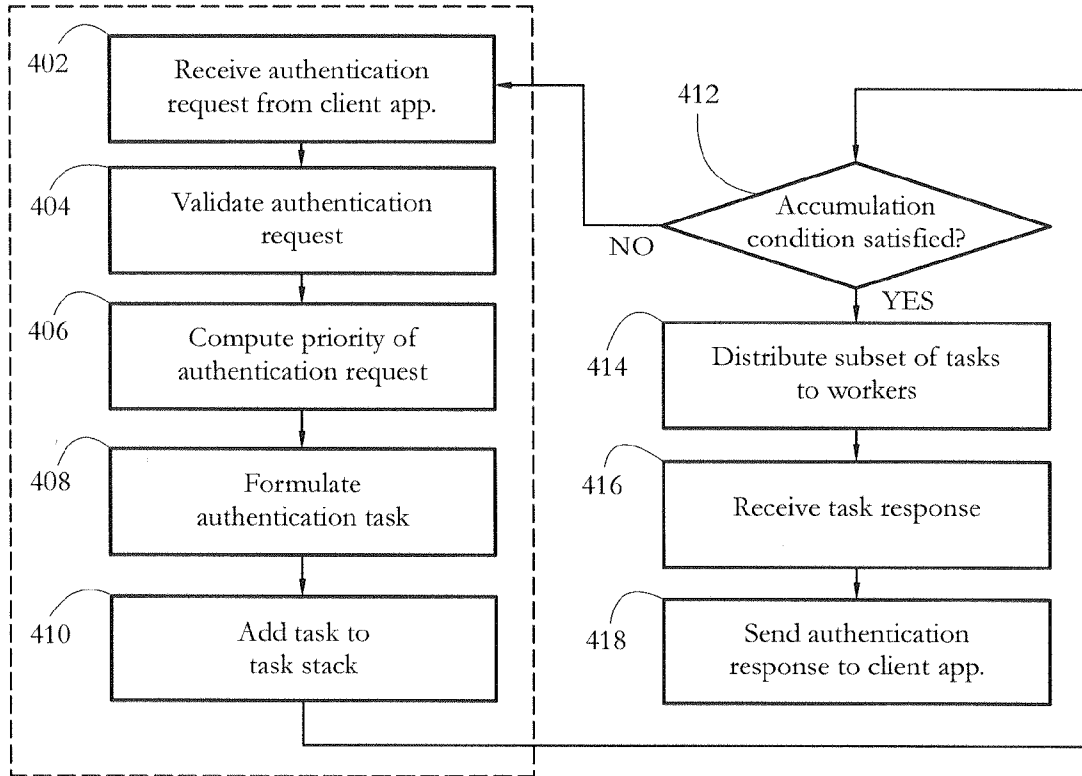 402
Receive authentication
request from client app.
404
Validate authentication
request
406
Compute priority of
authentication request
408
Formulate
authentication task
410
Add task to
task stack
412
Accumulation
condition satisfied?
NO
YES
414
Distribute subset of tasks
to workers
416
Receive task response
418
Send authentication
response to client app.